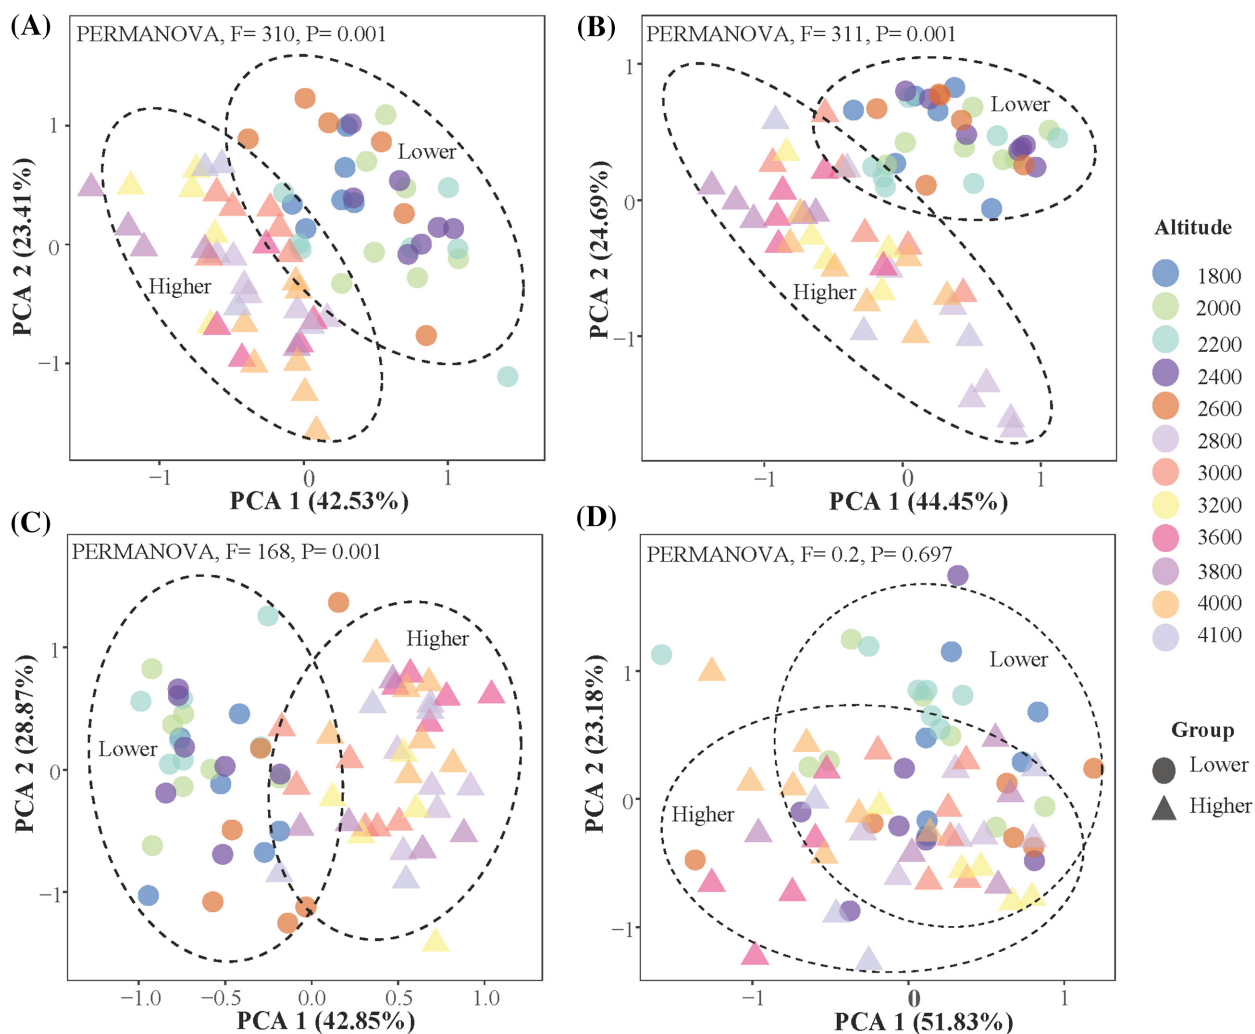 (A)
PERMANOVA, F= 310, P= 0.001
Lower
Higher
PCA 2 (23.41%)
1
0
−1
−1
0
1
PCA 1 (42.53%)
(B)
PERMANOVA, F= 311, P= 0.001
Lower
Higher
PCA 2 (24.69%)
1
0
−1
−1
0
1
PCA 1 (44.45%)
(C)
PERMANOVA, F= 168, P= 0.001
Higher
Lower
PCA 2 (28.87%)
1
0
−1
−1.0
−0.5
0.0
0.5
1.0
PCA 1 (42.85%)
(D)
PERMANOVA, F= 0.2, P= 0.697
Lower
Higher
PCA 2 (23.18%)
1
0
−1
−1
0
1
PCA 1 (51.83%)
Altitude
1800
2000
2200
2400
2600
2800
3000
3200
3600
3800
4000
4100
Group
Lower
Higher